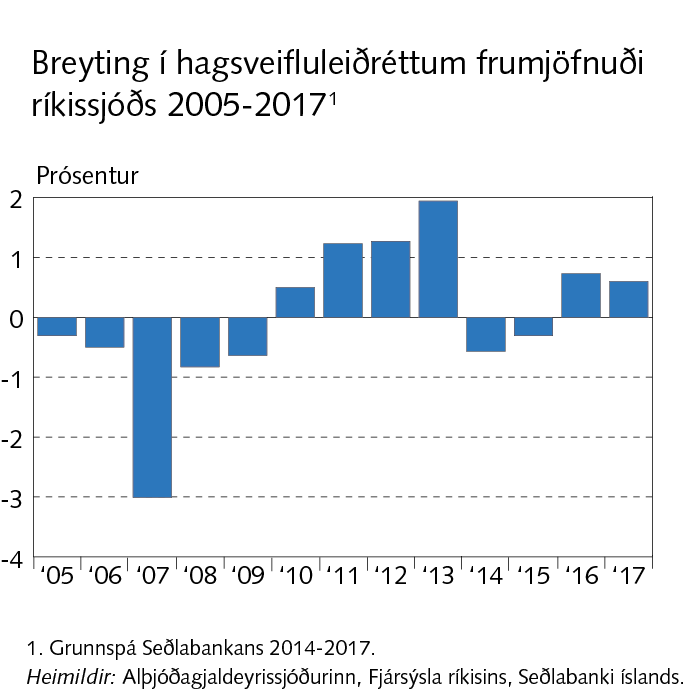 Breyting í hagsveifluleiðréttum frumjöfnuði
ríkissjóðs 2005-2017¹
Prósentur
2
1
0
-1
-2
-3
-4
‘05 ‘06 ‘07 ‘08 ‘09 ‘10 ‘11 ‘12 ‘13 ‘14 ‘15 ‘16 ‘17
1. Grunnspá Seðlabankans 2014-2017.
Heimildir: Alþjóðagjaldeyrissjóðurinn, Fjársýsla ríkisins, Seðlabanki íslands.